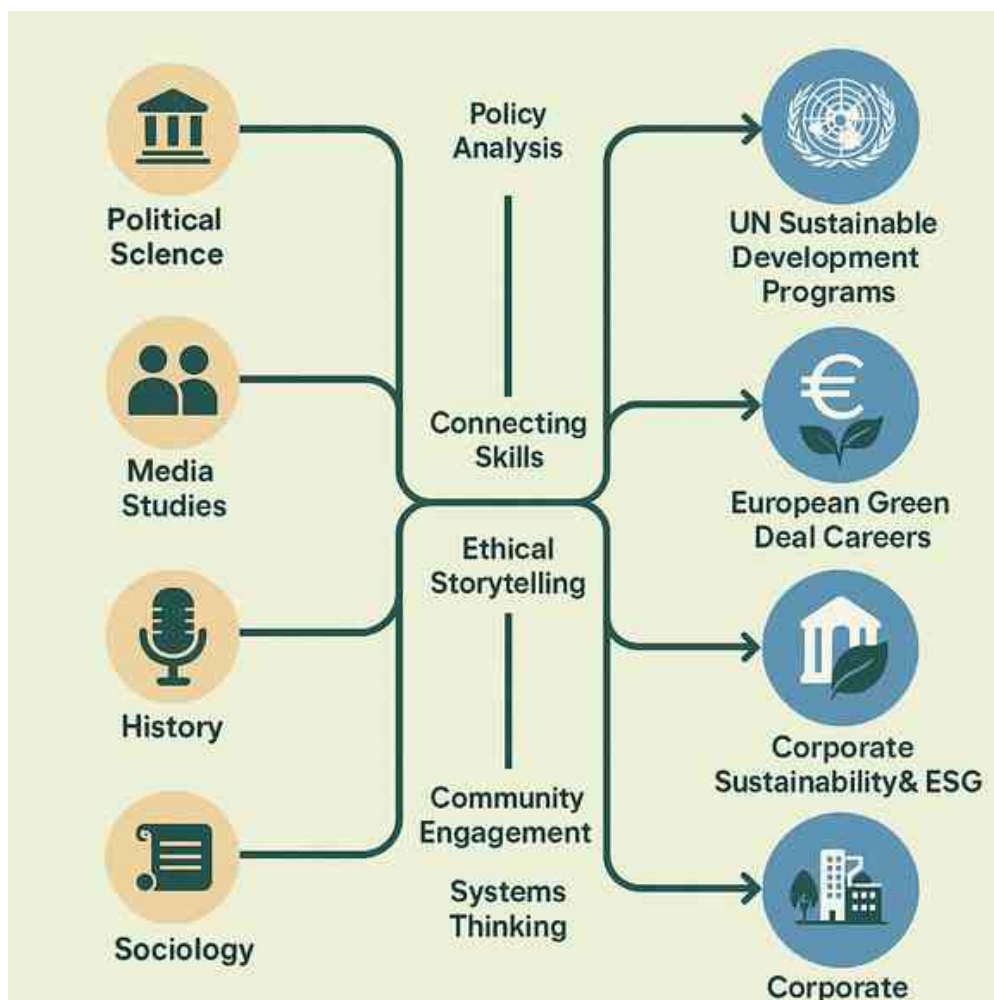 Political
Sclence
Media
Studies
History
Sociology
Policy
Analysis
Connecting
Skills
Ethical
Storytelling
Community
Engagement
Systems
Thinking
UN Sustainable
Development
Programs
€
European Green
Deal Careers
Corporate
Sustainability& ESG
Corporate